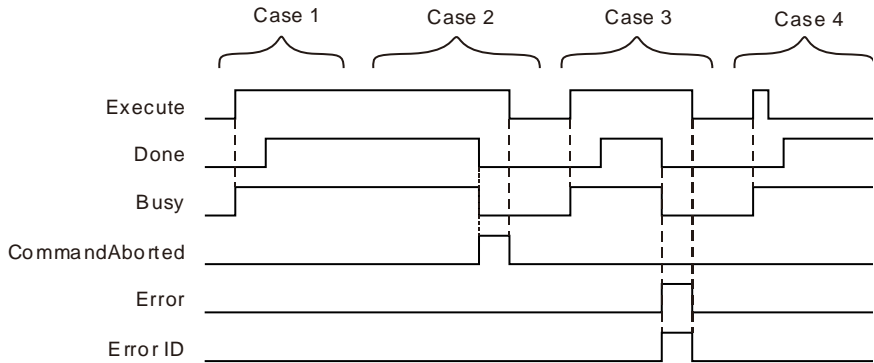 Case 1 Case 2 Case 3 Case 4
Execute
Done
Busy
CommandAborted
Error
Error ID